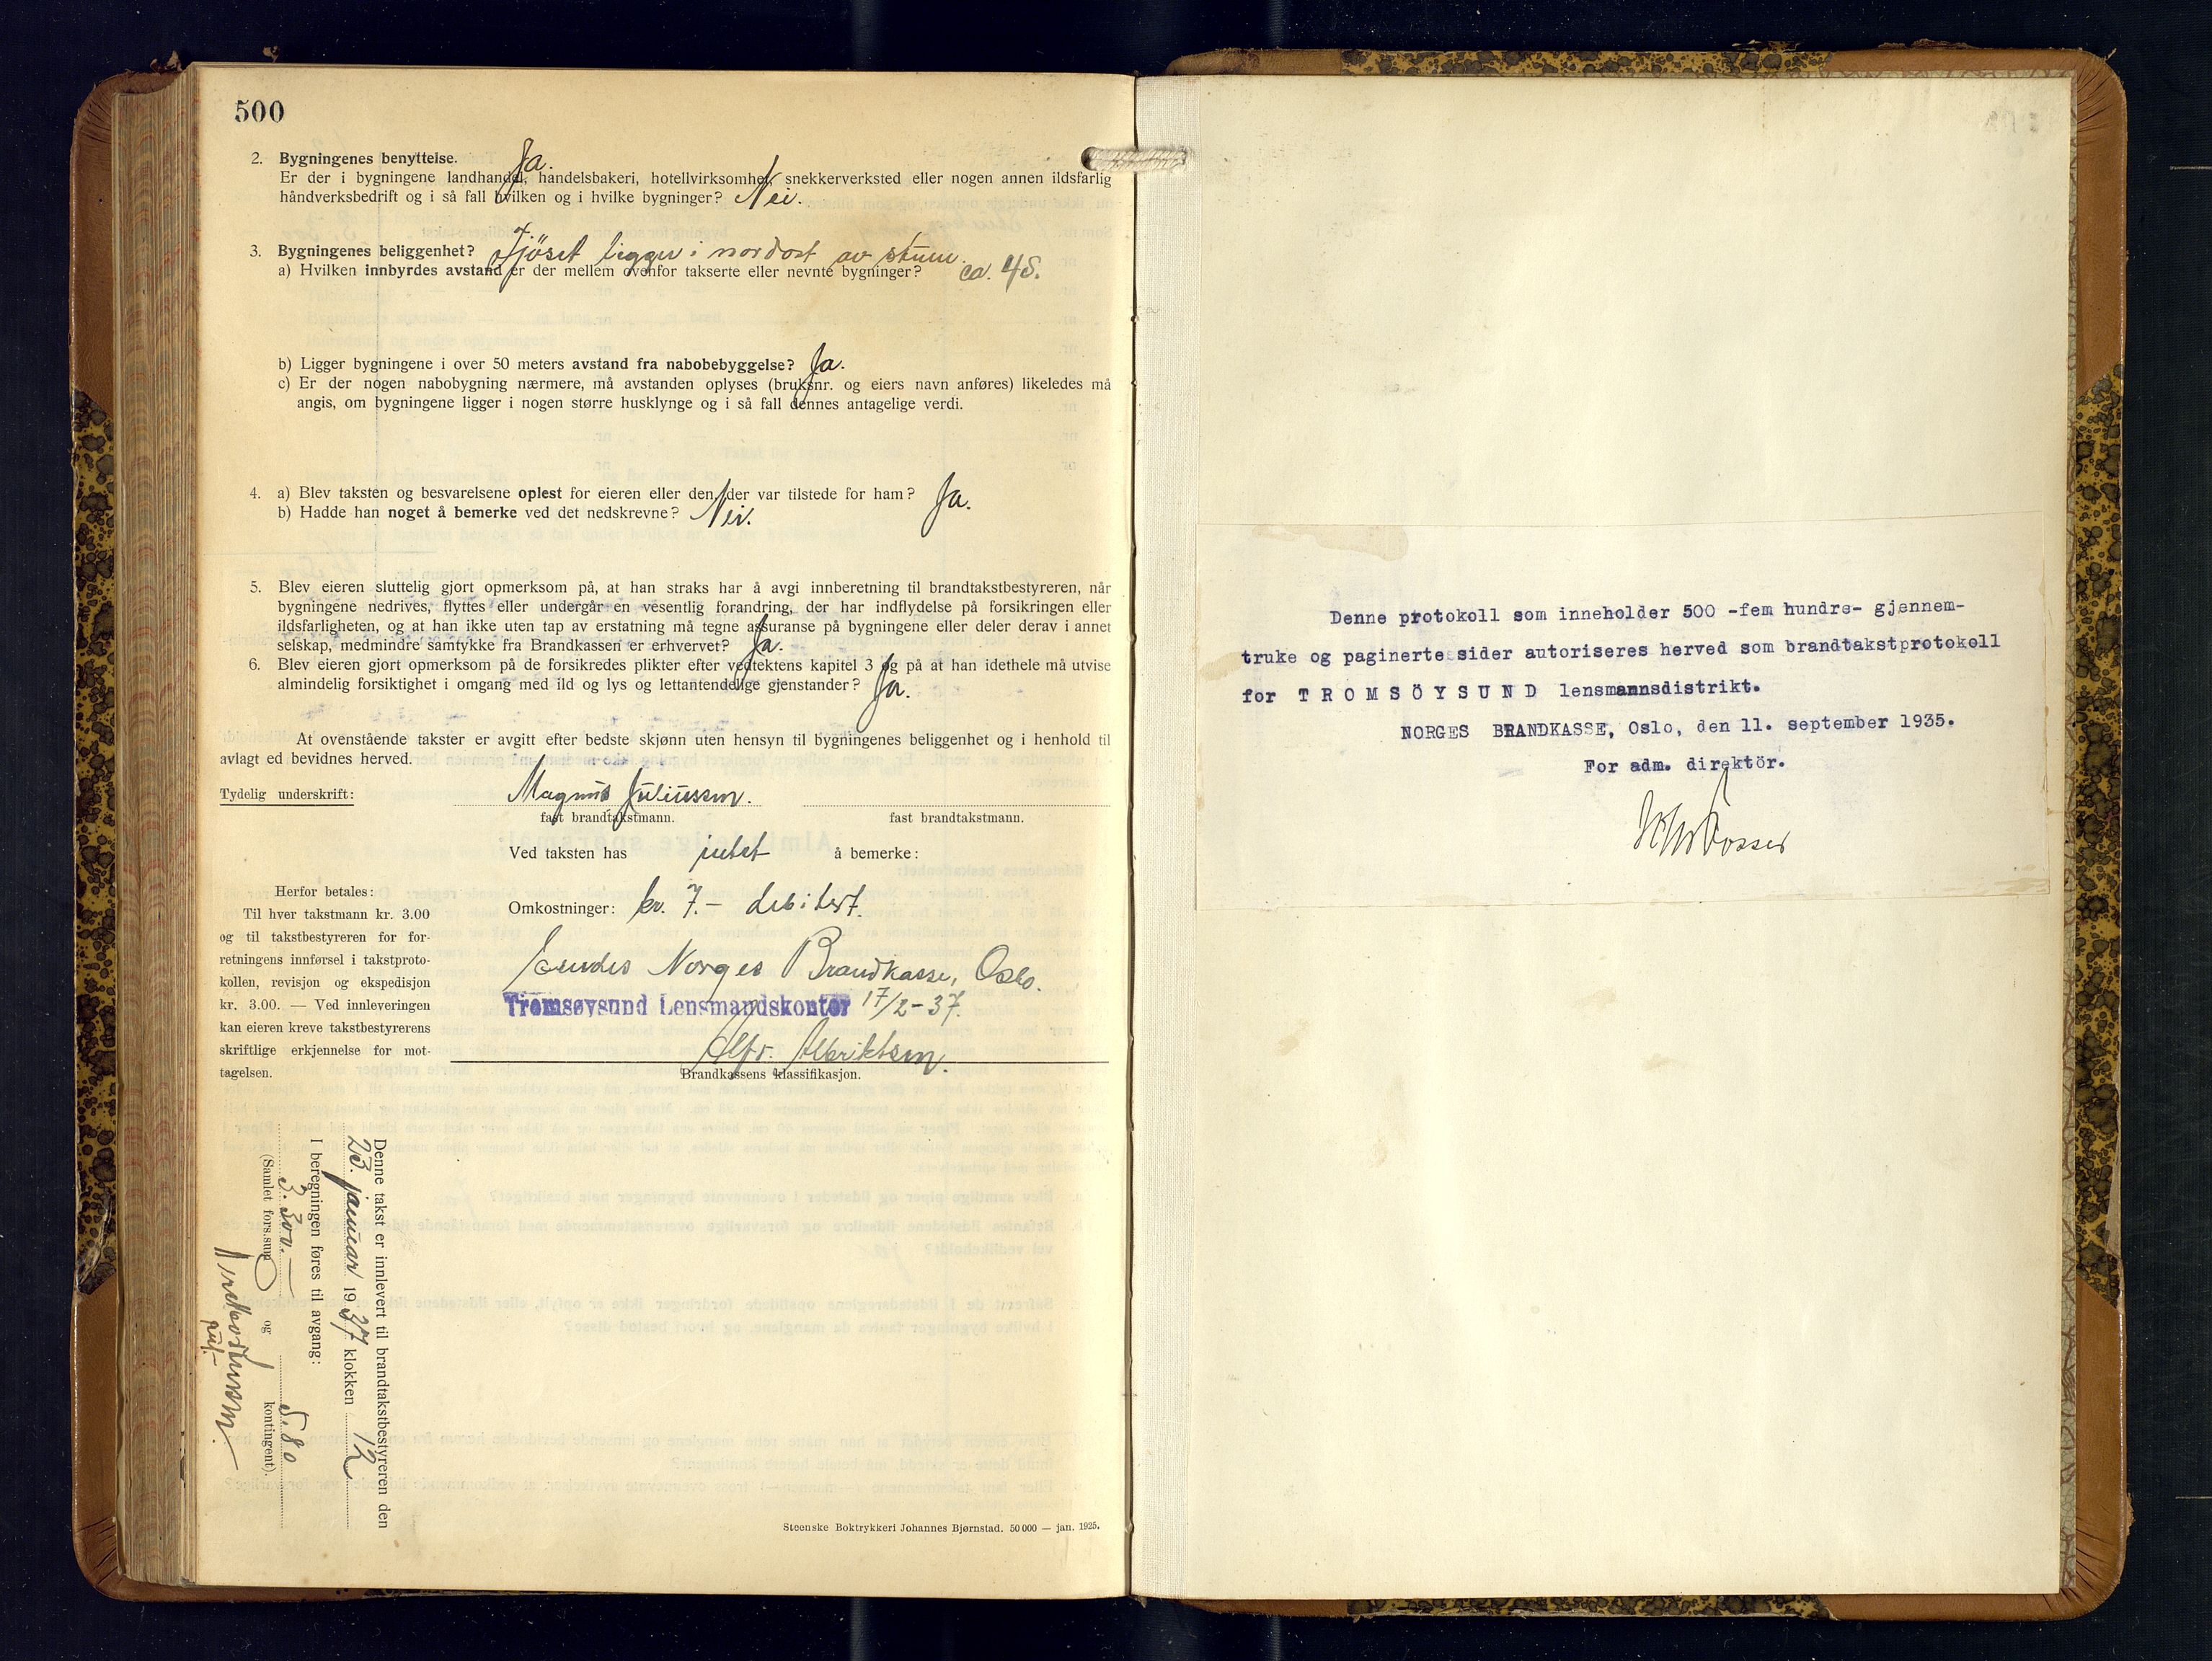 500
2. Bygningenes benyttelse. Ja.
Er der i bygningene landhandel, handelsbakeri, hotellvirksomhet, snekkerverksted eller nogen annen ildsfarlig
håndverksbedrift og i så fall hvilken og i hvilke bygninger? Nei.
3. Bygningenes beliggenhet? Fjöset ligger i nordost av stuen.
a) Hvilken innbyrdes avstand er der mellem ovenfor takserte eller nevnte bygninger? ca. 45.
b) Ligger bygningene i over 50 meters avstand fra nabobebyggelse? Ja.
c) Er der nogen nabobygning nærmere, må avstanden oplyses (bruksnr. og eiers navn anføres) likeledes må
angis, om bygningene ligger i nogen større husklynge og i så fall dennes antagelige verdi.
4. a) Blev taksten og besvarelsene oplest for eieren eller den, der var tilstede for ham? Ja.
b) Hadde han noget å bemerke ved det nedskrevne? Nei.
5. Blev eieren sluttelig gjort opmerksom på, at han straks har å avgi innberetning til brandtakstbestyreren, når
bygningene nedrives, flyttes eller undergår en vesentlig forandring, der har indflydelse på forsikringen eller
ildsfarligheten, og at han ikke uten tap av erstatning må tegne assuranse på bygningene eller deler derav i annet
selskap, medmindre samtykke fra Brandkassen er erhvervet? Ja.
6. Blev eieren gjort opmerksom på de forsikredes plikter efter vedtektens kapitel 3 og på at han idethele må utvise
almindelig forsiktighet i omgang med ild og lys og lettantendelige gjenstander? Ja.
At ovenstående takster er avgitt efter bedste skjønn uten hensyn til bygningenes beliggenhet og i henhold til
avlagt ed bevidnes herved.
Tydelig underskrift: Magnus Juliussen.
fast brandtakstmann. fast brandtakstmann.
Ved taksten has intet å bemerke:
Omkostninger: kr. 7.- debitert.
Sendes Norges Brandkasse, Oslo.
Tromsøysund Lensmandskontor 17/2-37.
Alfr. Albriktsen.
Brandkassens klassifikasjon.
Herfor betales:
Til hver takstmann kr. 3.00
og til takstbestyreren for for-
retningens innførsel i takstproto-
kollen, revisjon og ekspedisjon
kr. 3.00. — Ved innleveringen
kan eieren kreve takstbestyrerens
skriftlige erkjennelse for mot-
tagelsen.
Denne takst er innlevert til brandtakstbestyreren den
23. januar 1937 klokken 12
I beregningen føres til avgang:
3.300.— 5.80
(Samlet fors.sum og kontingent).
Steenske Boktrykkeri Johannes Bjørnstad. 50 000 — jan. 1925.
Denne protokoll som inneholder 500 -fem hundre- gjennem-
truke og paginerte sider autoriseres herved som brandtakstprotokoll
for TROMSÖYSUND lensmannsdistrikt.
NORGES BRANDKASSE, Oslo, den 11. september 1935.
For adm. direktör.